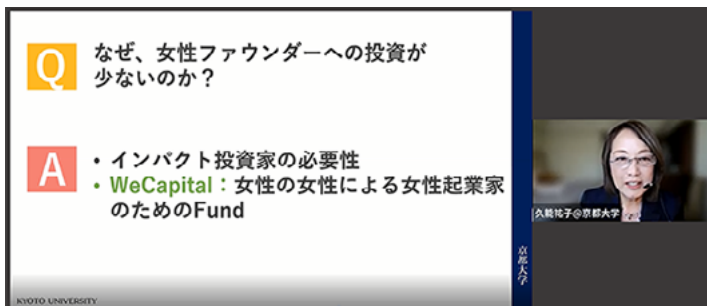 Q
なぜ、女性ファウンダーへの投資が
少ないのか？
A
• インパクト投資家の必要性
• WeCapital：女性の女性による女性起業家
のためのFund
KYOTO UNIVERSITY
京都大学
久能祐子@京都大学